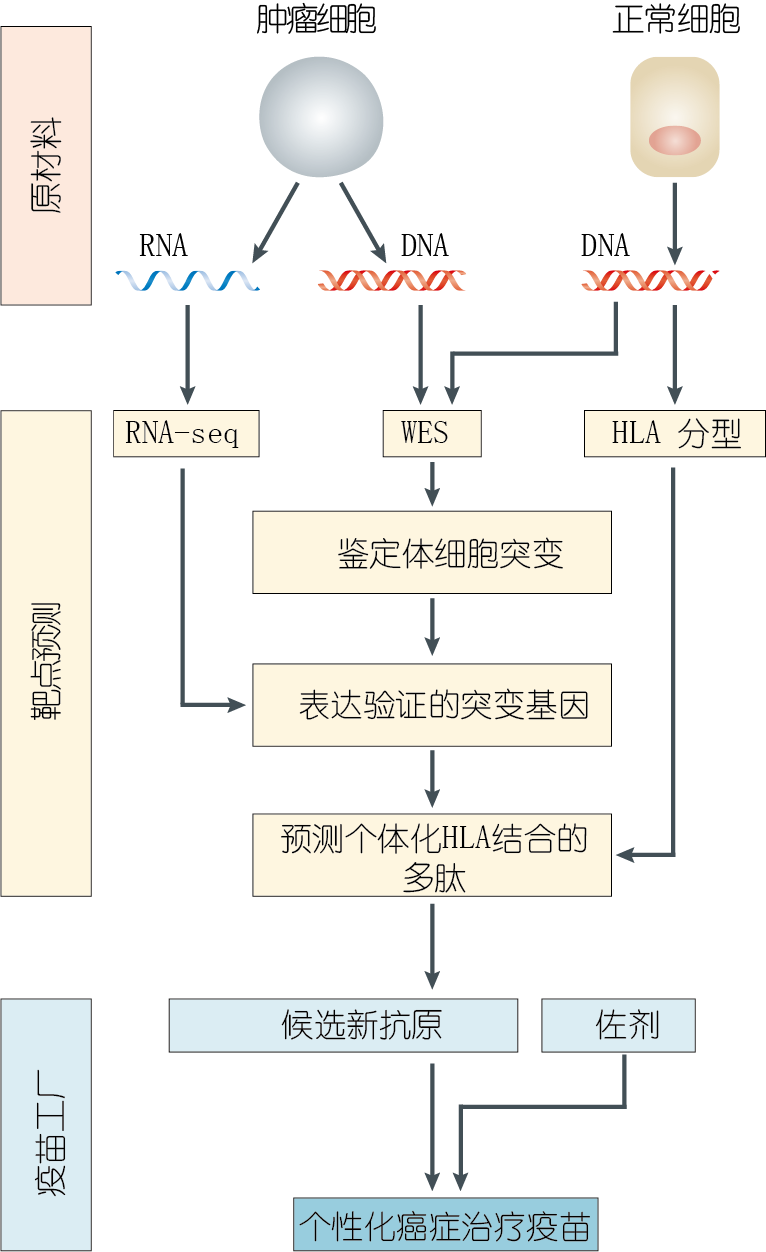 肿瘤细胞
正常细胞
原材料
RNA
DNA
DNA
RNA-seq
WES
HLA 分型
靶点预测
鉴定体细胞突变
表达验证的突变基因
预测个体化HLA结合的
多肽
疫苗工厂
候选新抗原
佐剂
个性化癌症治疗疫苗